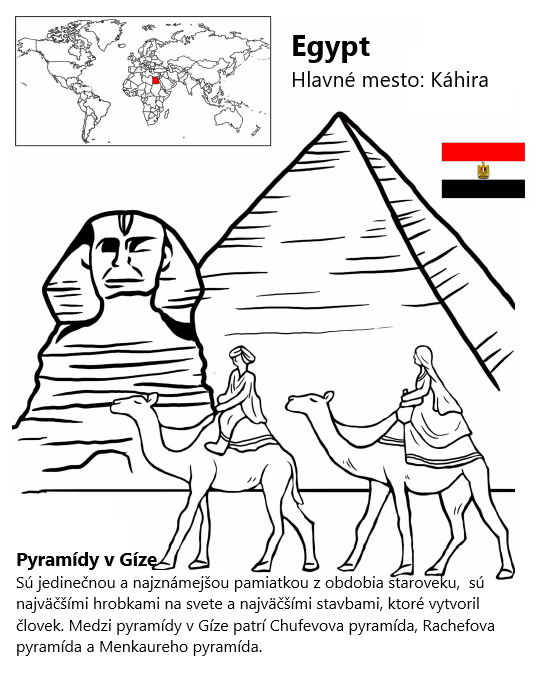 Egypt
Hlavné mesto: Káhira
Pyramídy v Gíze
Sú jedinečnou a najznámejšou pamiatkou z obdobia staroveku, sú
najväčšími hrobkami na svete a najväčšími stavbami, ktoré vytvoril
človek. Medzi pyramídy v Gíze patrí Chufevova pyramída, Rachefova
pyramída a Menkaureho pyramída.